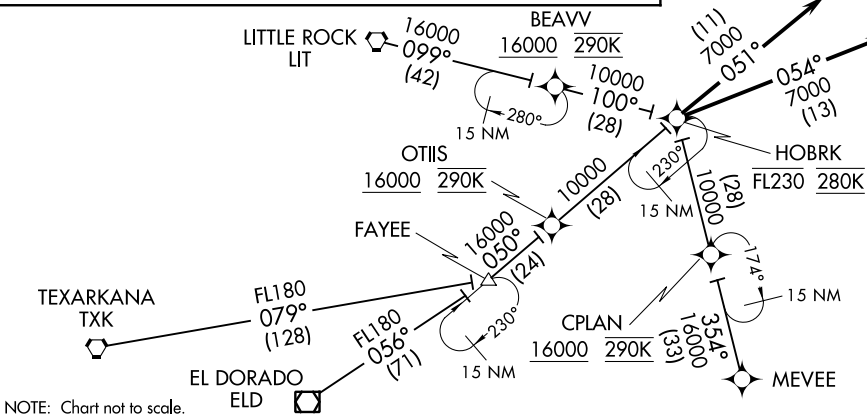 LITTLE ROCK
LIT
16000
099°
(42)
BEAVV
16000 290K
10000
100°
(28)
280°
15 NM
(11)
7000
051°
054°
7000
(13)
HOBRK
FL230 280K
230°
15 NM
OTIIS
16000 290K
10000
(28)
FAYEE
16000
050°
(24)
230°
15 NM
TEXARKANA
TXK
FL180
079°
(128)
FL180
056°
(71)
EL DORADO
ELD
(28)
10000
174°
15 NM
CPLAN
16000 290K
354°
16000
(33)
MEVEE
NOTE: Chart not to scale.